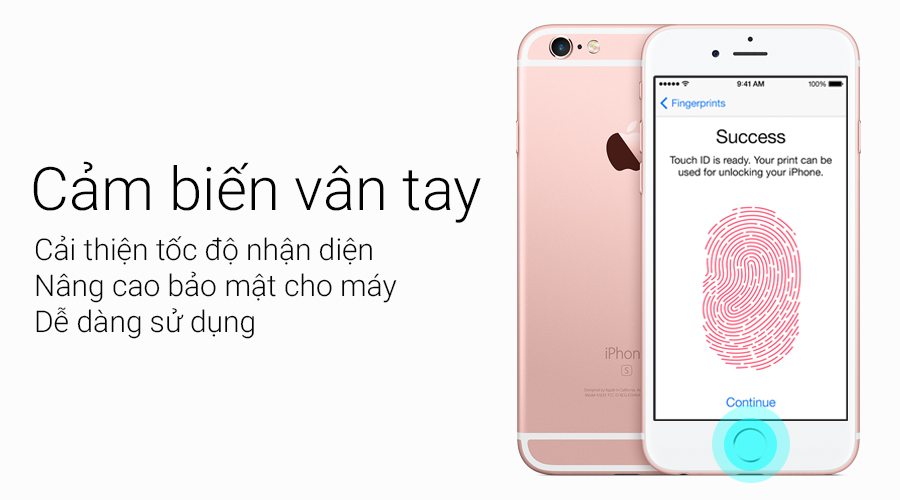 Cảm biến vân tay
Cải thiện tốc độ nhận diện
Nâng cao bảo mật cho máy
Dễ dàng sử dụng
9:41 AM 100%
Fingerprints
Success
Touch ID is ready. Your print can be
used for unlocking your iPhone.
Continue
iPhon
S